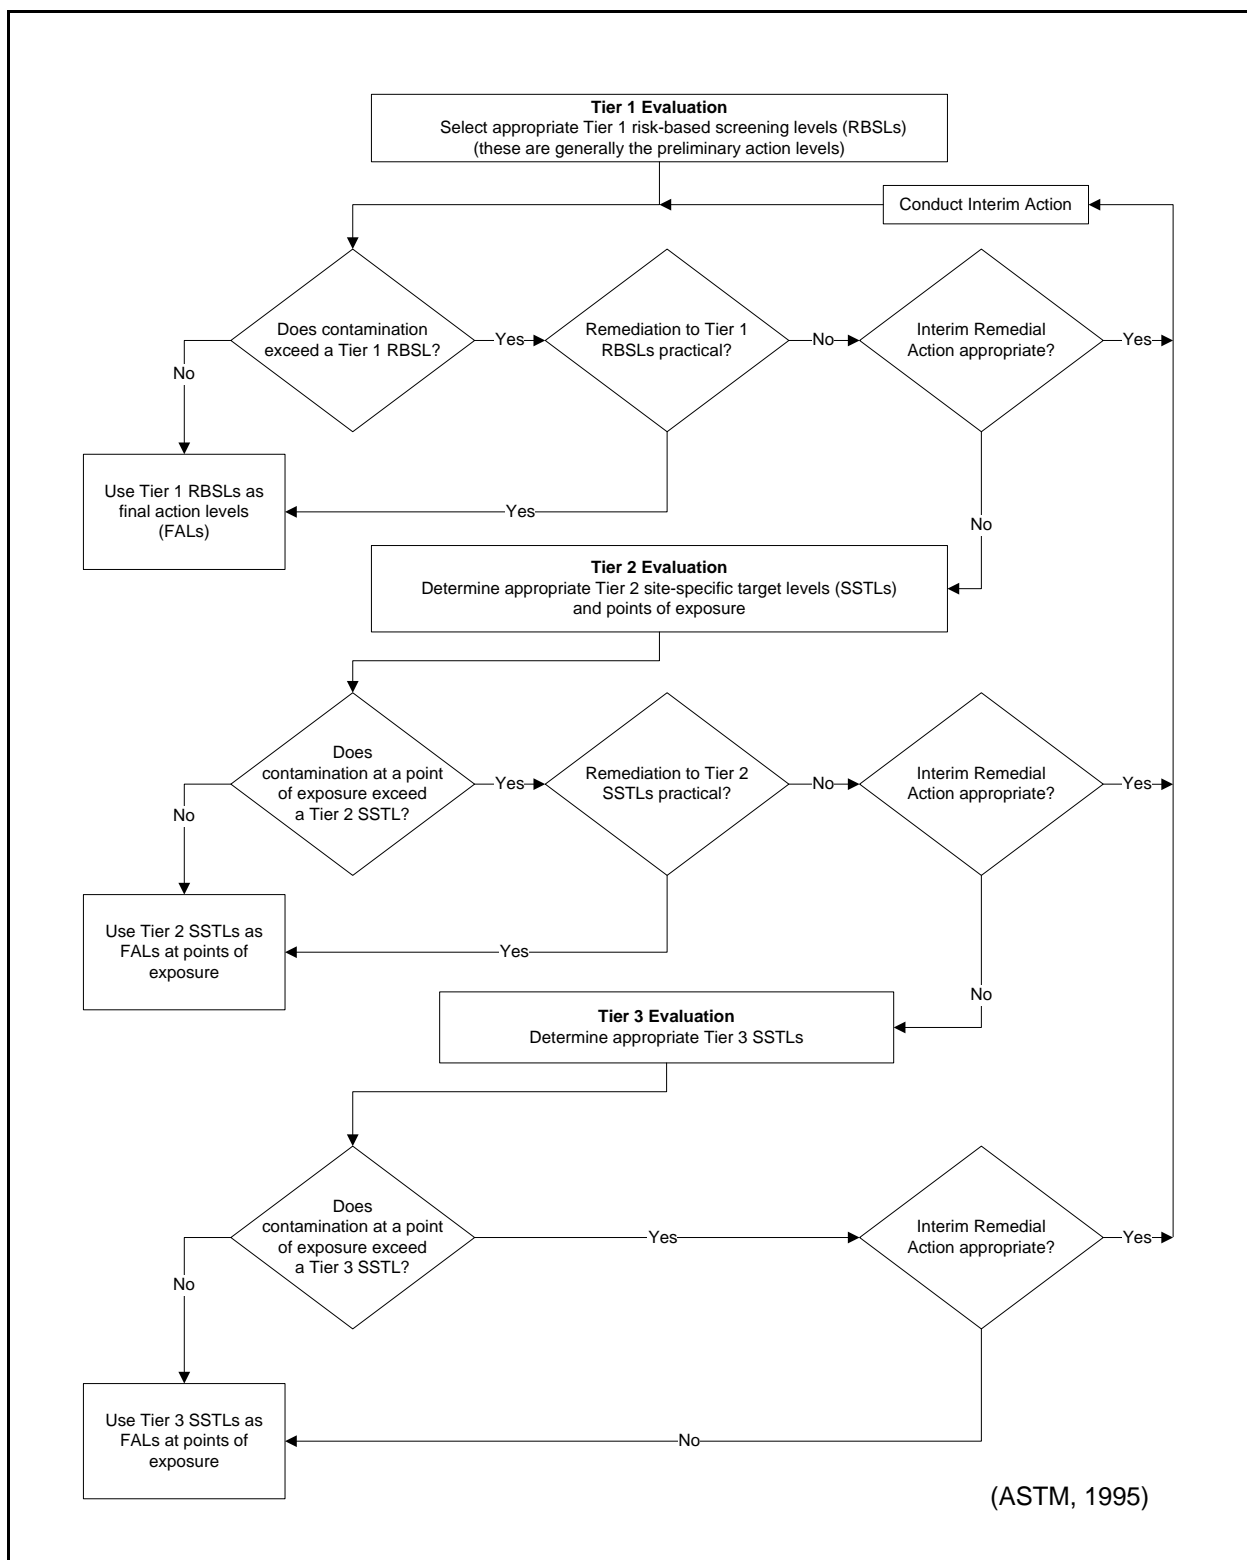 Tier 1 Evaluation
Select appropriate Tier 1 risk-based screening levels (RBSLs)
(these are generally the preliminary action levels)
Conduct Interim Action
Does contamination
exceed a Tier 1 RBSL?
Yes
Remediation to Tier 1
RBSLs practical?
No
Interim Remedial
Action appropriate?
Yes
No
Use Tier 1 RBSLs as
final action levels
(FALs)
Yes
No
Tier 2 Evaluation
Determine appropriate Tier 2 site-specific target levels (SSTLs)
and points of exposure
Does
contamination at a point
of exposure exceed
a Tier 2 SSTL?
Yes
Remediation to Tier 2
SSTLs practical?
No
Interim Remedial
Action appropriate?
Yes
No
Use Tier 2 SSTLs as
FALs at points of
exposure
Yes
No
Tier 3 Evaluation
Determine appropriate Tier 3 SSTLs
Does
contamination at a point
of exposure exceed
a Tier 3 SSTL?
Yes
Interim Remedial
Action appropriate?
Yes
No
Use Tier 3 SSTLs as
FALs at points of
exposure
No
(ASTM, 1995)